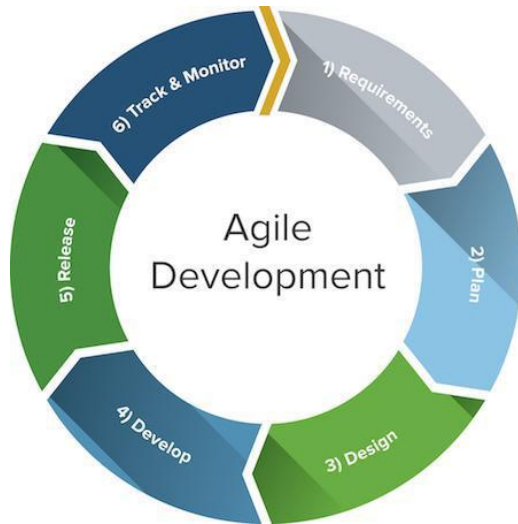 Agile
Development
1) Requirements
2) Plan
3) Design
4) Develop
5) Release
6) Track & Monitor